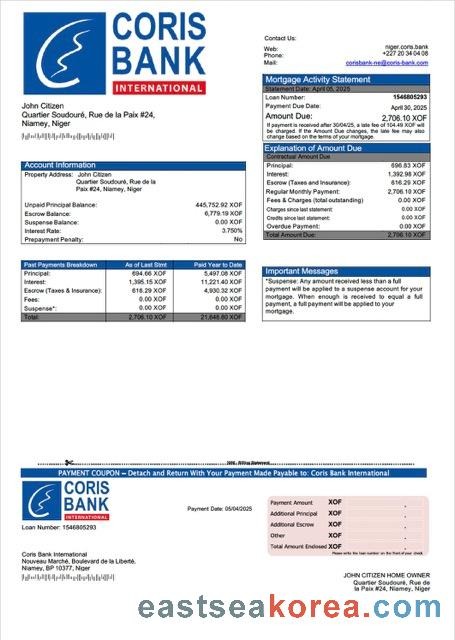 CORIS
BANK
INTERNATIONAL
Contact Us:
Web: niger.coris.bank
Phone: +227 20 34 04 08
Mail: corisbank-ne@coris-bank.com
Mortgage Activity Statement
Statement Date: April 05, 2025
Loan Number: 1546805293
Payment Due Date: April 30, 2025
Amount Due: 2,706.10 XOF
If payment is received after 30/04/25, a late fee of 104.49 XOF will
be charged. If the Amount Due changes, the late fee may also
change based on the terms of your mortgage.
John Citizen
Quartier Soudouré, Rue de la Paix #24,
Niamey, Niger
Explanation of Amount Due
Contractual Amount Due
Principal: 696.83 XOF
Interest: 1,392.98 XOF
Escrow (Taxes and Insurance): 616.29 XOF
Regular Monthly Payment: 2,706.10 XOF
Fees & Charges (total outstanding) 0.00 XOF
Charges since last statement: 0.00 XOF
Credits since last statement: 0.00 XOF
Overdue Payment: 0.00 XOF
Total Amount Due: 2,706.10 XOF
Account Information
Property Address: John Citizen
Quartier Soudouré, Rue de la
Paix #24, Niamey, Niger
Unpaid Principal Balance: 445,752.92 XOF
Escrow Balance: 6,779.19 XOF
Suspense Balance: 0.00 XOF
Interest Rate: 3.750%
Prepayment Penalty: No
Past Payments Breakdown As of Last Stmt Paid Year to Date
Principal: 694.66 XOF 5,497.08 XOF
Interest: 1,395.15 XOF 11,221.40 XOF
Escrow (Taxes & Insurance): 616.29 XOF 4,930.32 XOF
Fees: 0.00 XOF 0.00 XOF
Suspense*: 0.00 XOF 0.00 XOF
Total: 2,706.10 XOF 21,648.80 XOF
Important Messages
*Suspense: Any amount received less than a full
payment will be applied to a suspense account for your
mortgage. When enough is received to equal a full
payment, a full payment will be applied to your
mortgage.
Billing Statement
PAYMENT COUPON – Detach and Return With Your Payment Made Payable to: Coris Bank International
CORIS
BANK
INTERNATIONAL
Loan Number: 1546805293
Payment Date: 05/04/2025
Payment Amount XOF .
Additional Principal XOF .
Additional Escrow XOF .
Other XOF .
Total Amount Enclosed XOF .
Please write the loan number on the front of your check.
Coris Bank International
Nouveau Marché, Boulevard de la Liberté,
Niamey, BP 10377, Niger
JOHN CITIZEN HOME OWNER
Quartier Soudouré, Rue de
la Paix #24, Niamey, Niger
eastseakorea.com